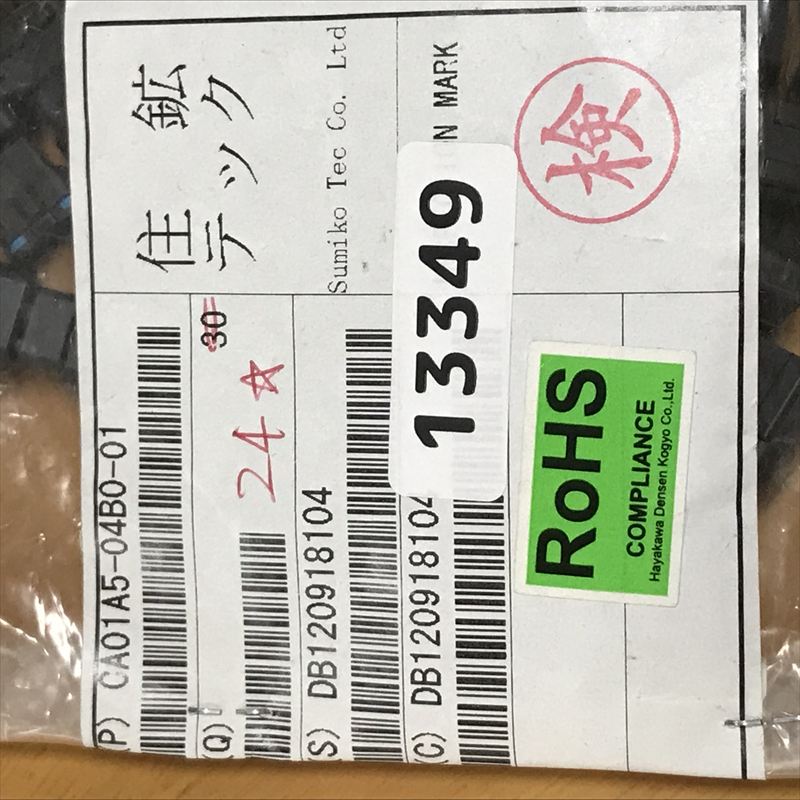 住鉱
テック
Sumiko Tec Co. Ltd
N MARK
検
(P) CA01A5-04B0-01
(Q)
30
24☆
(S) DB120918104
(C) DB120918104
13349
RoHS
COMPLIANCE
Hayakawa Densen Kogyo Co.,Ltd.